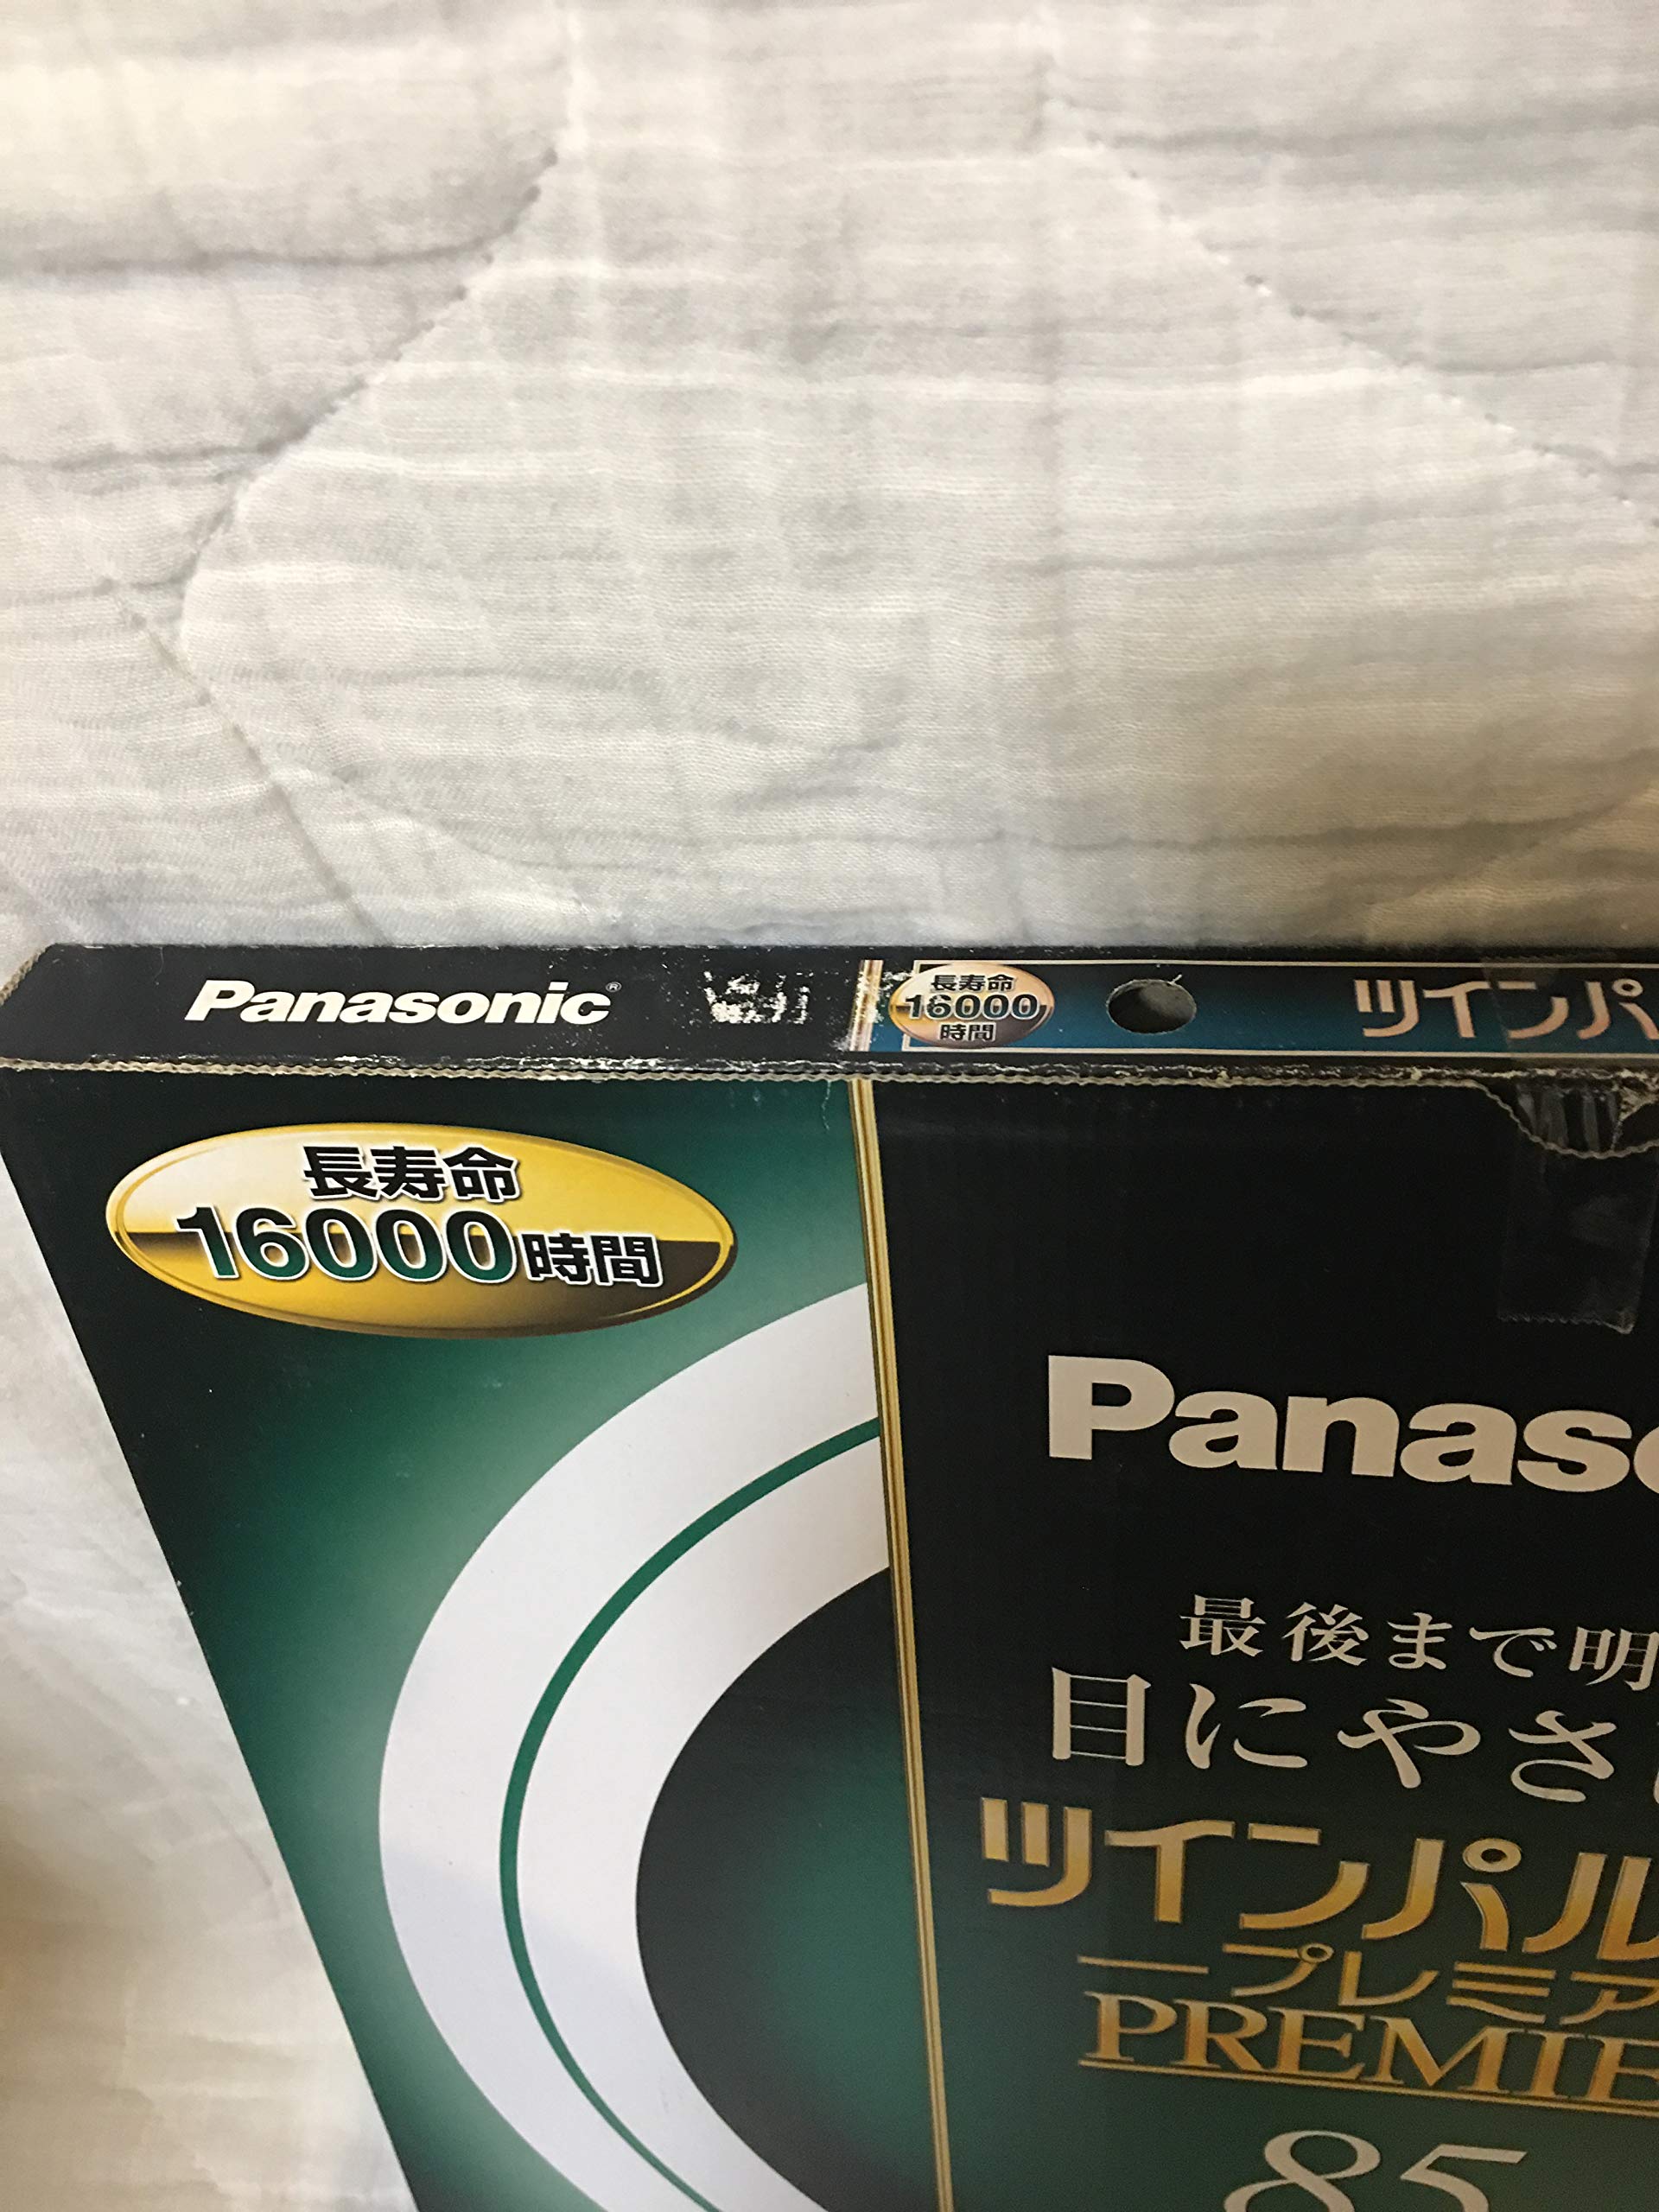 Panasonic®
長寿命
16000
時間
ツインパ
長寿命
16000時間
Panaso
最後まで明
目にやさ
ツインパル
プレミア
PREMIE
85